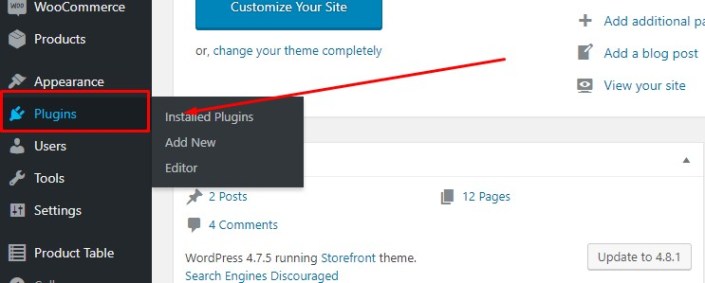 WooCommerce
Products
Appearance
Plugins
Users
Tools
Settings
Product Table
Installed Plugins
Add New
Editor
Customize Your Site
or, change your theme completely
Add additional pa
Add a blog post
View your site
2 Posts
12 Pages
4 Comments
WordPress 4.7.5 running Storefront theme.
Update to 4.8.1
Search Engines Discouraged